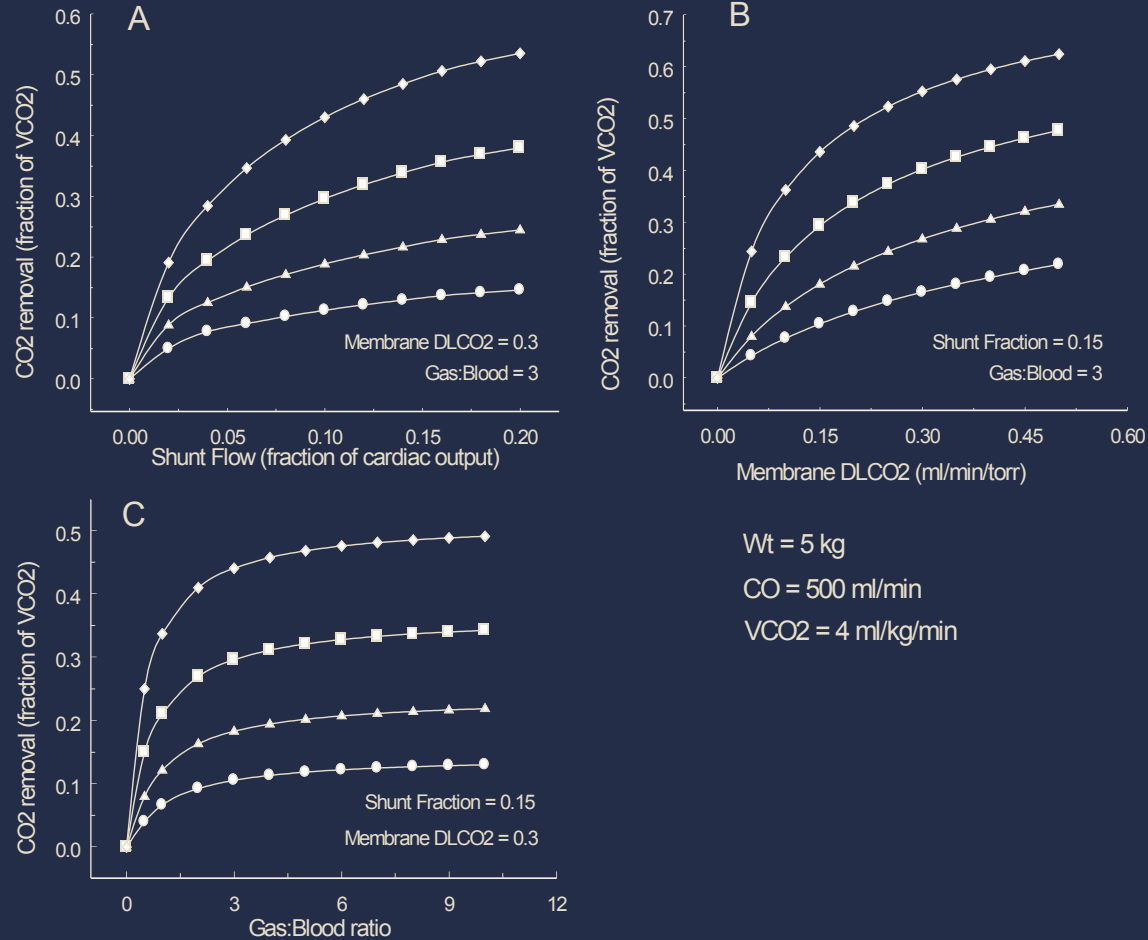 A
CO2 removal (fraction of VCO2)
0.6
0.5
0.4
0.3
0.2
0.1
0.0
Membrane DLCO2 = 0.3
Gas:Blood = 3
0.00 0.05 0.10 0.15 0.20
Shunt Flow (fraction of cardiac output)
B
CO2 removal (fraction of VCO2)
0.7
0.6
0.5
0.4
0.3
0.2
0.1
0.0
Shunt Fraction = 0.15
Gas:Blood = 3
0.00 0.15 0.30 0.45 0.60
Membrane DLCO2 (ml/min/torr)
C
CO2 removal (fraction of VCO2)
0.5
0.4
0.3
0.2
0.1
0.0
Shunt Fraction = 0.15
Membrane DLCO2 = 0.3
0 3 6 9 12
Gas:Blood ratio
Wt = 5 kg
CO = 500 ml/min
VCO2 = 4 ml/kg/min